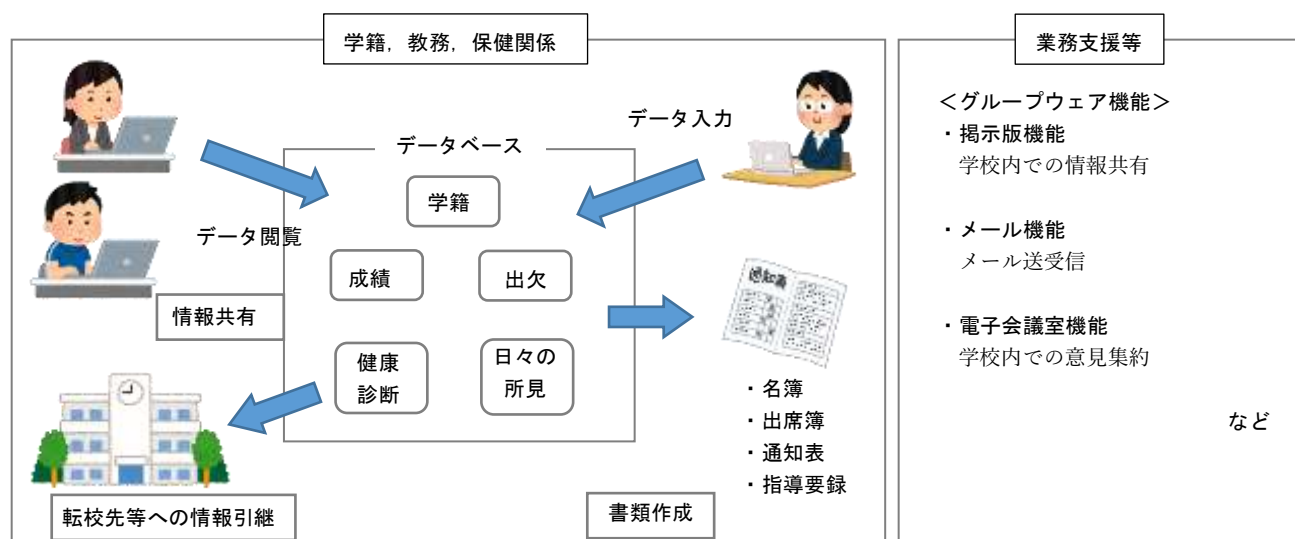 学籍，教務，保健関係
データ入力
データベース
学籍
データ閲覧
成績
出欠
情報共有
健康
診断
日々の
所見
通知表
・名簿
・出席簿
・通知表
・指導要録
転校先等への情報引継
書類作成
業務支援等
＜グループウェア機能＞
・掲示版機能
学校内での情報共有
・メール機能
メール送受信
・電子会議室機能
学校内での意見集約
など